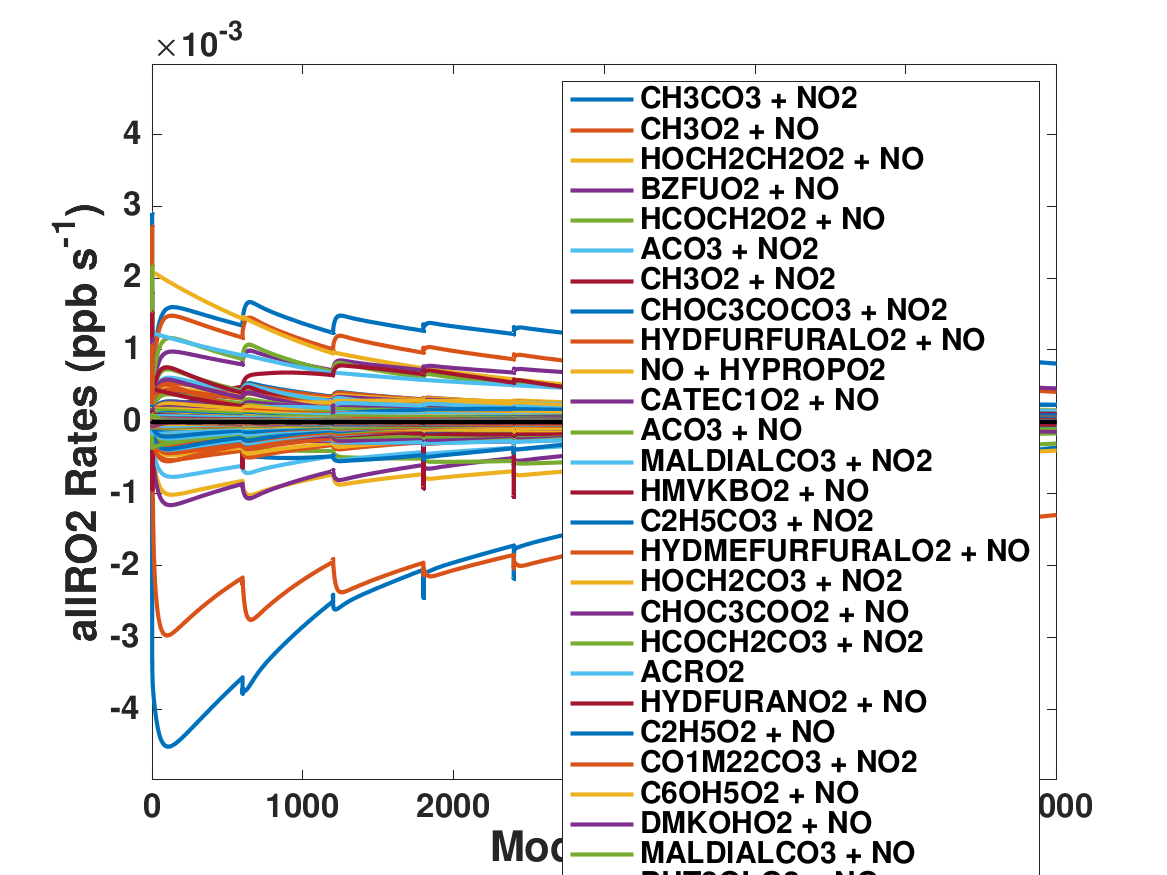 ×10-3
4
3
2
1
0
-1
-2
-3
-4
allRO2 Rates (ppb s-1)
0 1000 2000 000
CH3CO3 + NO2
CH3O2 + NO
HOCH2CH2O2 + NO
BZFUO2 + NO
HCOCH2O2 + NO
ACO3 + NO2
CH3O2 + NO2
CHOC3COCO3 + NO2
HYDFURFURALO2 + NO
NO + HYPROPO2
CATEC1O2 + NO
ACO3 + NO
MALDIALCO3 + NO2
HMVKBO2 + NO
C2H5CO3 + NO2
HYDMEFURFURALO2 + NO
HOCH2CO3 + NO2
CHOC3COO2 + NO
HCOCH2CO3 + NO2
ACRO2
HYDFURANO2 + NO
C2H5O2 + NO
CO1M22CO3 + NO2
C6OH5O2 + NO
DMKOHO2 + NO
MALDIALCO3 + NO